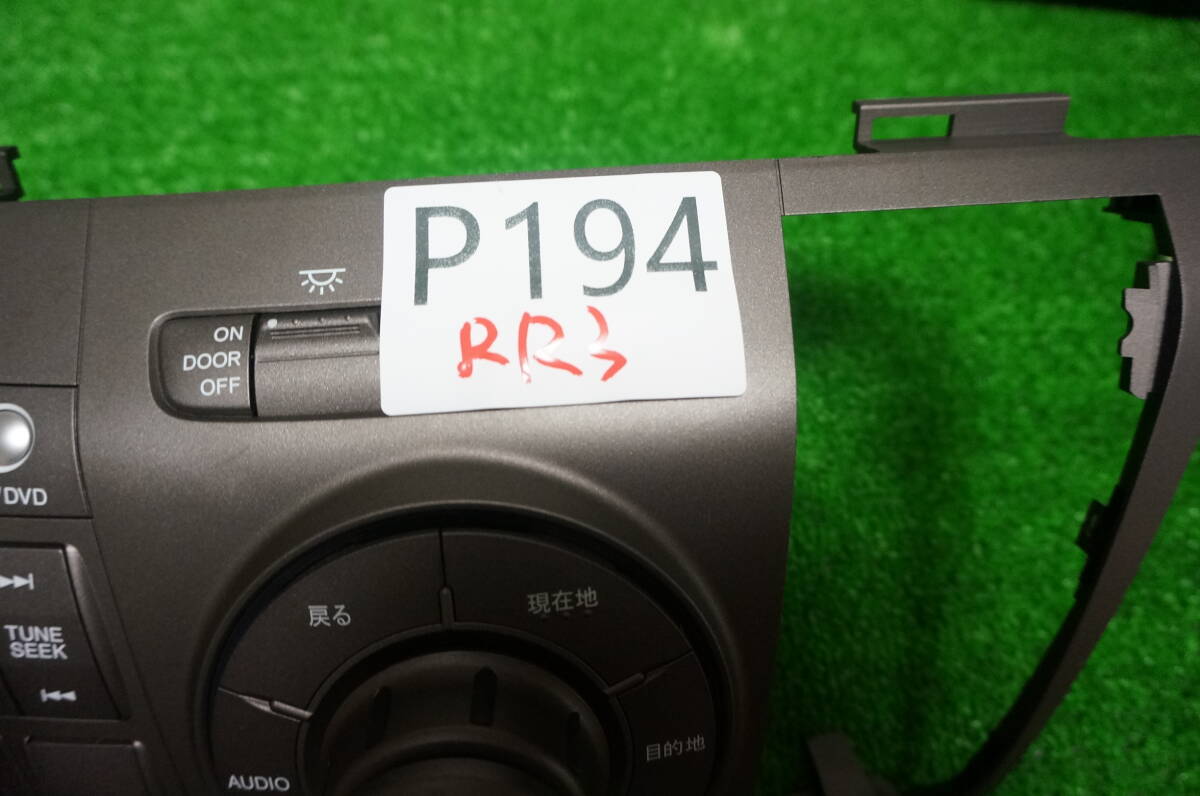 P194
RR3
ON
DOOR
OFF
/DVD
TUNE
SEEK
戻る
現在地
目的地
AUDIO